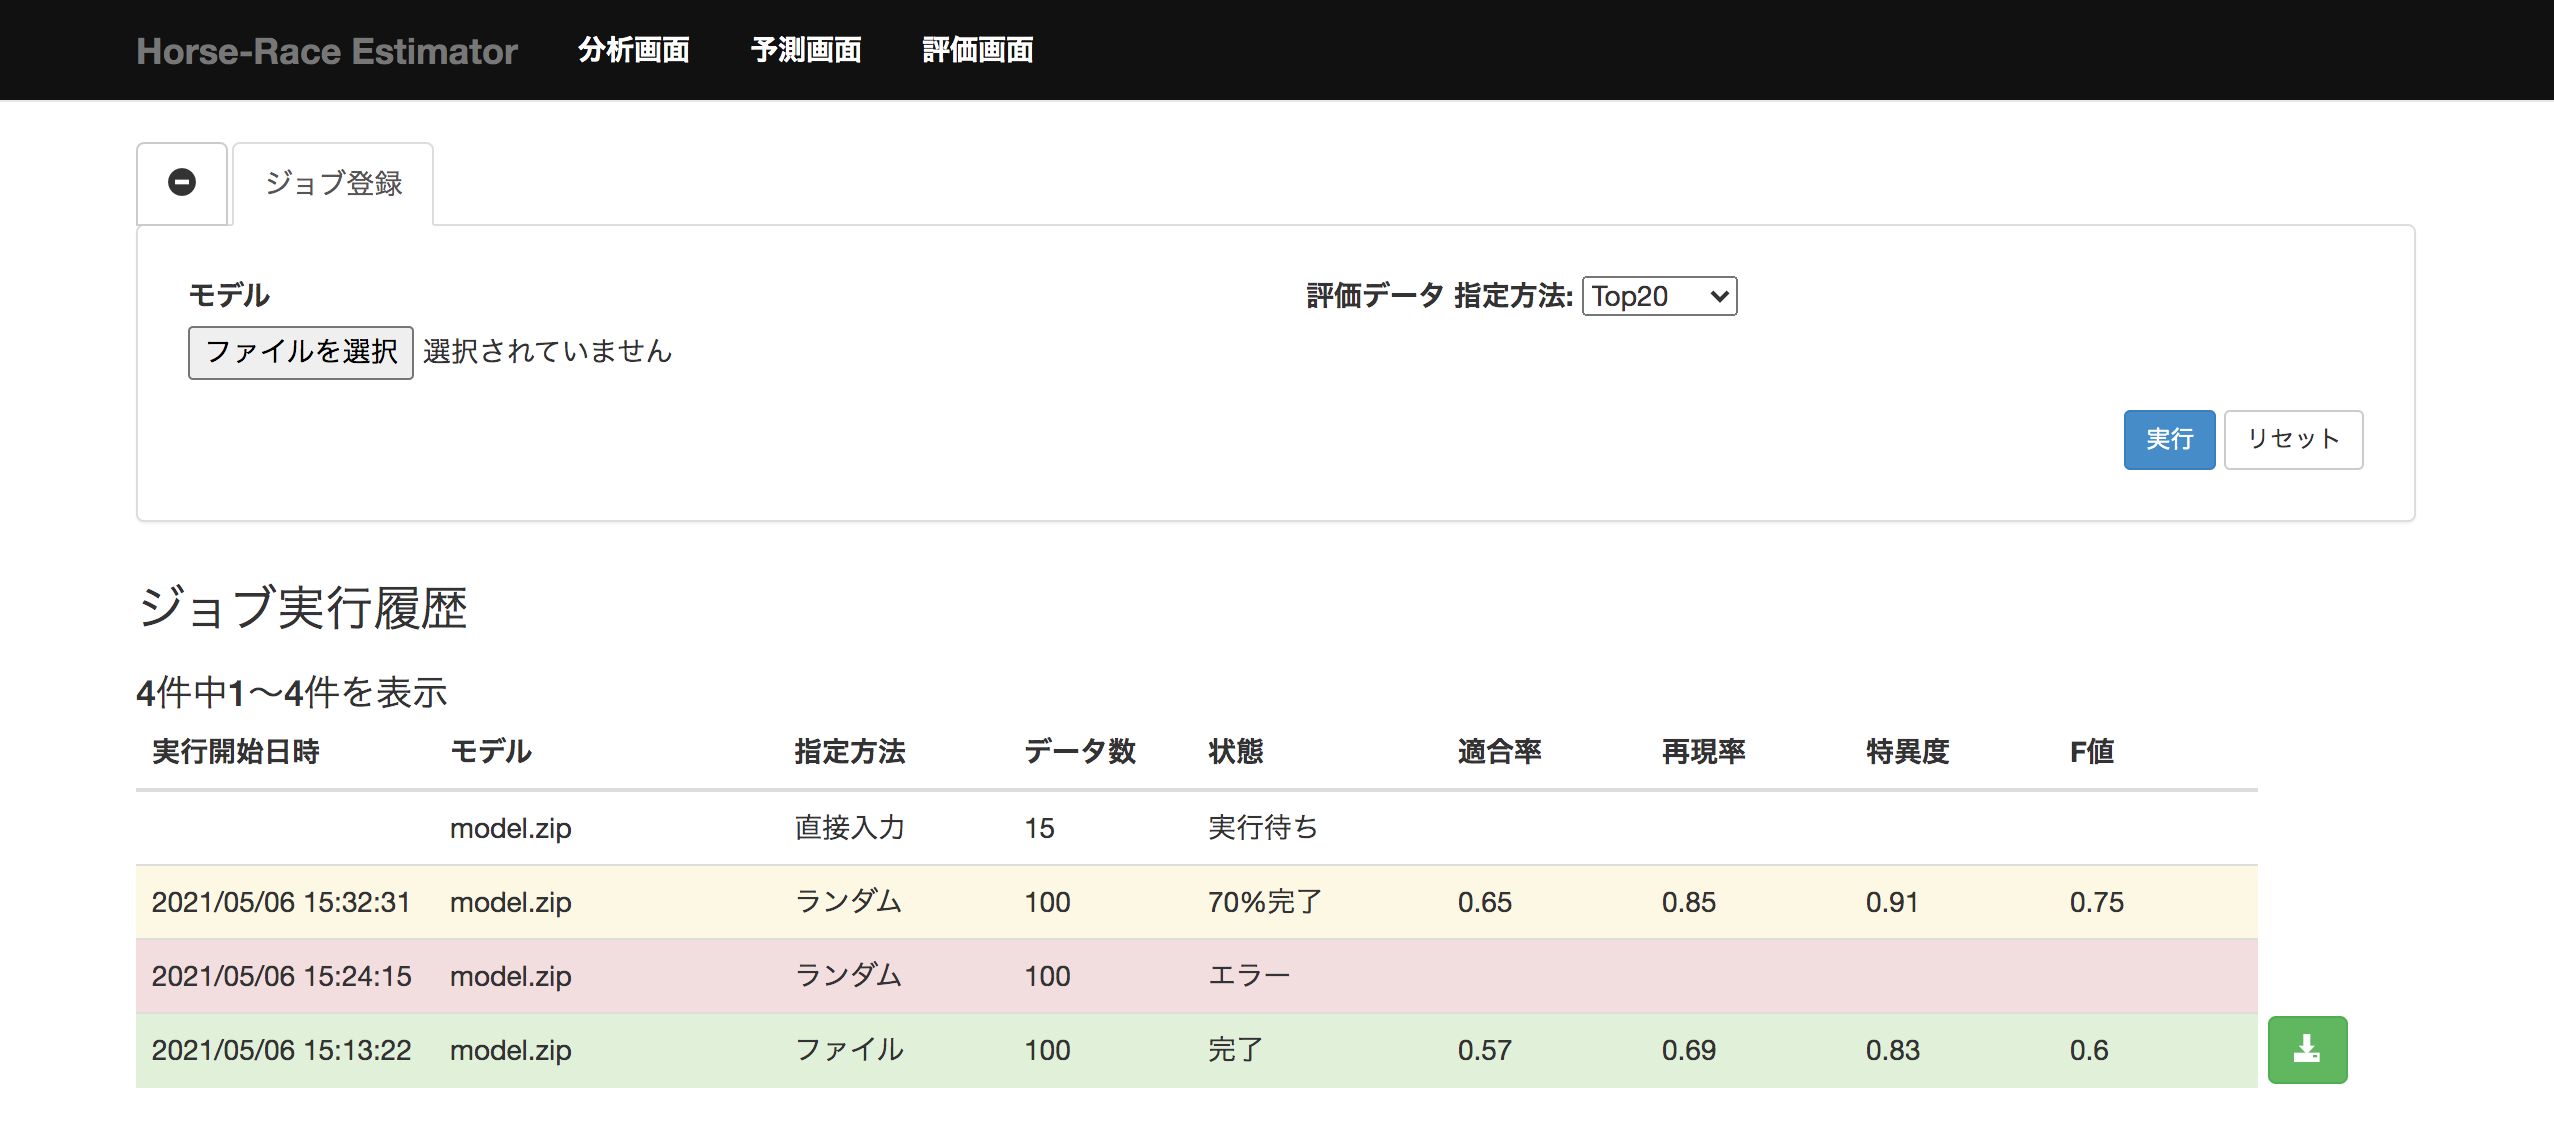 Horse-Race Estimator 分析画面 予測画面 評価画面
ジョブ登録
モデル 評価データ 指定方法: Top20
ファイルを選択 選択されていません
実行 リセット
ジョブ実行履歴
4件中1〜4件を表示
実行開始日時 モデル 指定方法 データ数 状態 適合率 再現率 特異度 F値
model.zip 直接入力 15 実行待ち
2021/05/06 15:32:31 model.zip ランダム 100 70%完了 0.65 0.85 0.91 0.75
2021/05/06 15:24:15 model.zip ランダム 100 エラー
2021/05/06 15:13:22 model.zip ファイル 100 完了 0.57 0.69 0.83 0.6